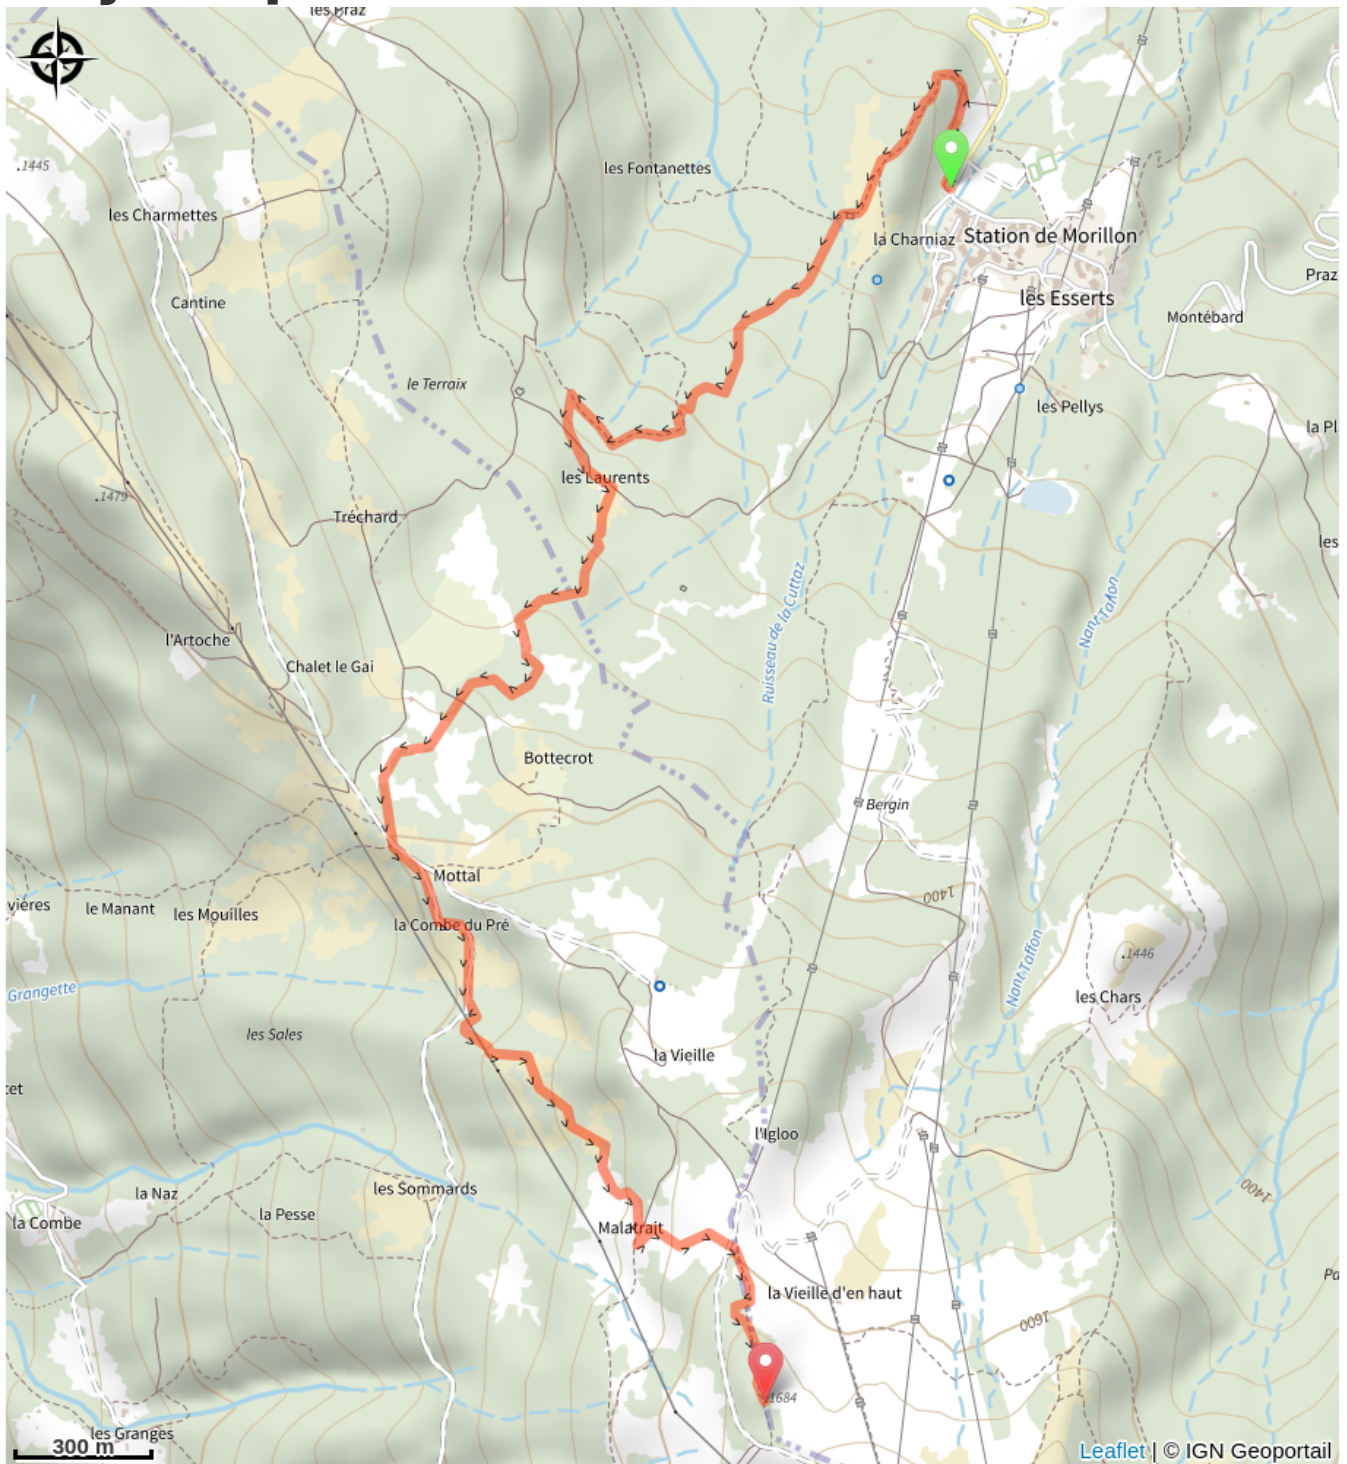 les Braz
.1445
les Fontanettes
les Charmettes
la Charniaz
Station de Morillon
Praz
Cantine
les Esserts
Montébard
le Terraix
les Pellys
la Pl
les Laurents
.1479
Tréchard
les
Ruisseau de la Cuttaz
Nant Taffon
l'Artoche
Chalet le Gai
Bottecrot
Bergin
Mottal
1400
vières
le Manant
les Mouilles
la Combe du Pré
.1446
Nant Taffon
Grangette
les Chars
les Sales
la Vieille
cet
l'Igloo
la Naz
les Sommards
1400
la Pesse
la Combe
Malatrait
Pa
la Vieille d'en haut
1600
1684
les Granges
300 m
Leaflet | © IGN Geoportail